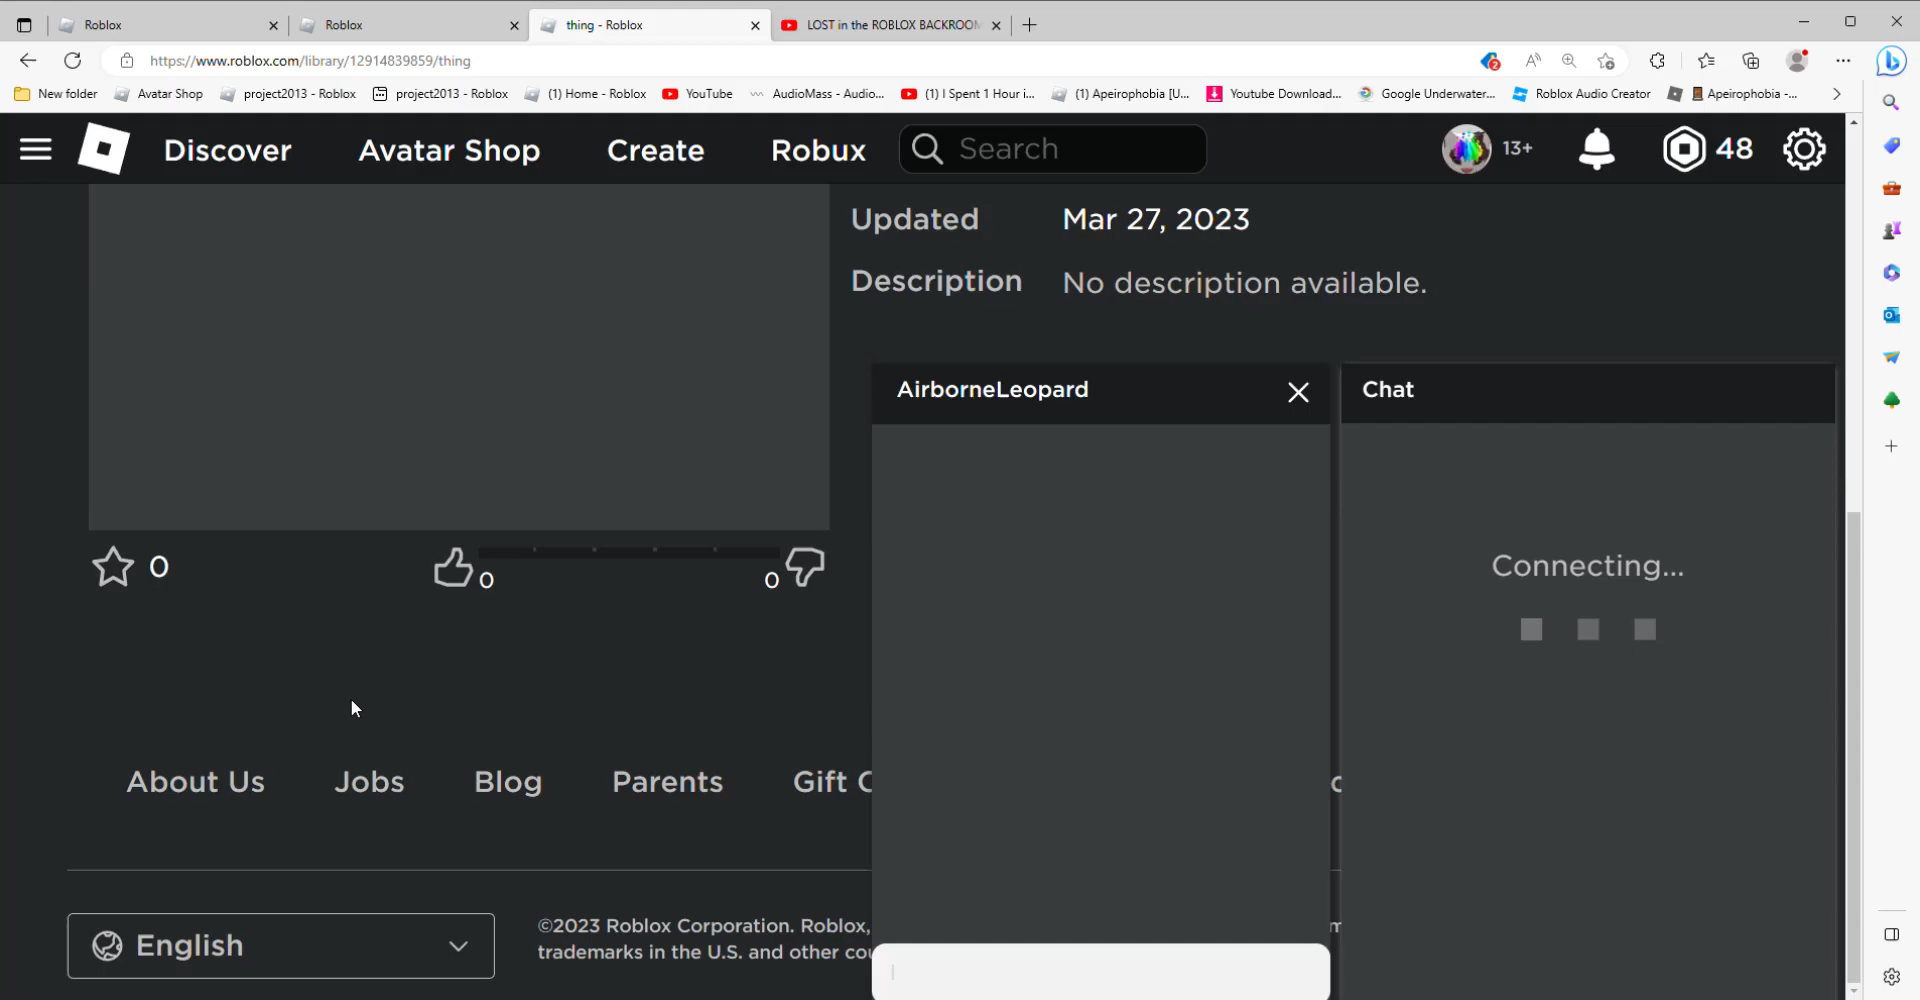 Roblox
Roblox
thing - Roblox
LOST in the ROBLOX BACKROOM
https://www.roblox.com/library/12914839859/thing
2
New folder
Avatar Shop
project2013 - Roblox
project2013 - Roblox
(1) Home - Roblox
YouTube
AudioMass - Audio...
(1) I Spent 1 Hour i...
(1) Apeirophobia [U...
Youtube Download...
Google Underwater...
Roblox Audio Creator
Apeirophobia -...
Discover
Avatar Shop
Create
Robux
Search
13+
48
Updated
Mar 27, 2023
Description
No description available.
AirborneLeopard
Chat
Connecting...
0
0
0
About Us
Jobs
Blog
Parents
Gift C
English
©2023 Roblox Corporation. Roblox,
trademarks in the U.S. and other cou